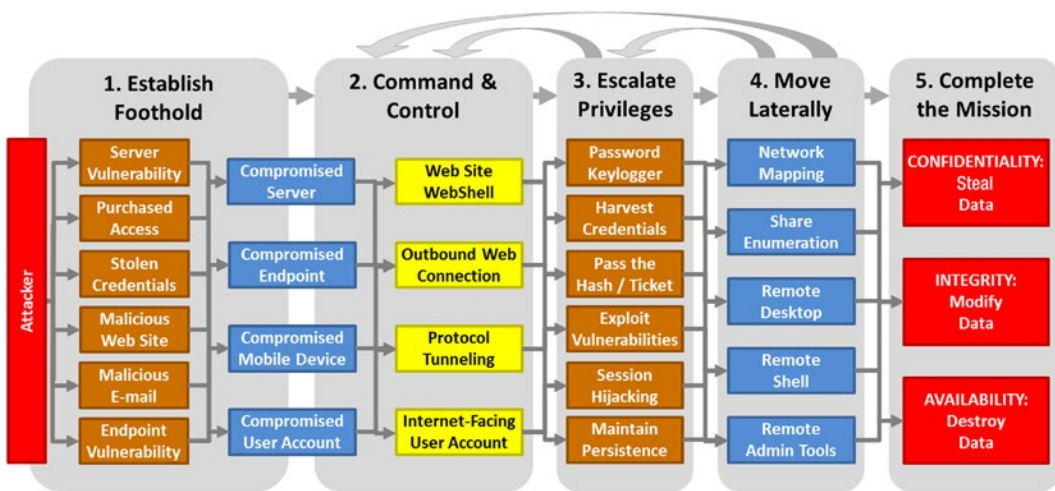 1. Establish
Foothold
2. Command &
Control
3. Escalate
Privileges
4. Move
Laterally
5. Complete
the Mission
Attacker
Server
Vulnerability
Purchased
Access
Stolen
Credentials
Malicious
Web Site
Malicious
E-mail
Endpoint
Vulnerability
Compromised
Server
Compromised
Endpoint
Compromised
Mobile Device
Compromised
User Account
Web Site
WebShell
Outbound Web
Connection
Protocol
Tunneling
Internet-Facing
User Account
Password
Keylogger
Harvest
Credentials
Pass the
Hash / Ticket
Exploit
Vulnerabilities
Session
Hijacking
Maintain
Persistence
Network
Mapping
Share
Enumeration
Remote
Desktop
Remote
Shell
Remote
Admin Tools
CONFIDENTIALITY:
Steal
Data
INTEGRITY:
Modify
Data
AVAILABILITY:
Destroy
Data